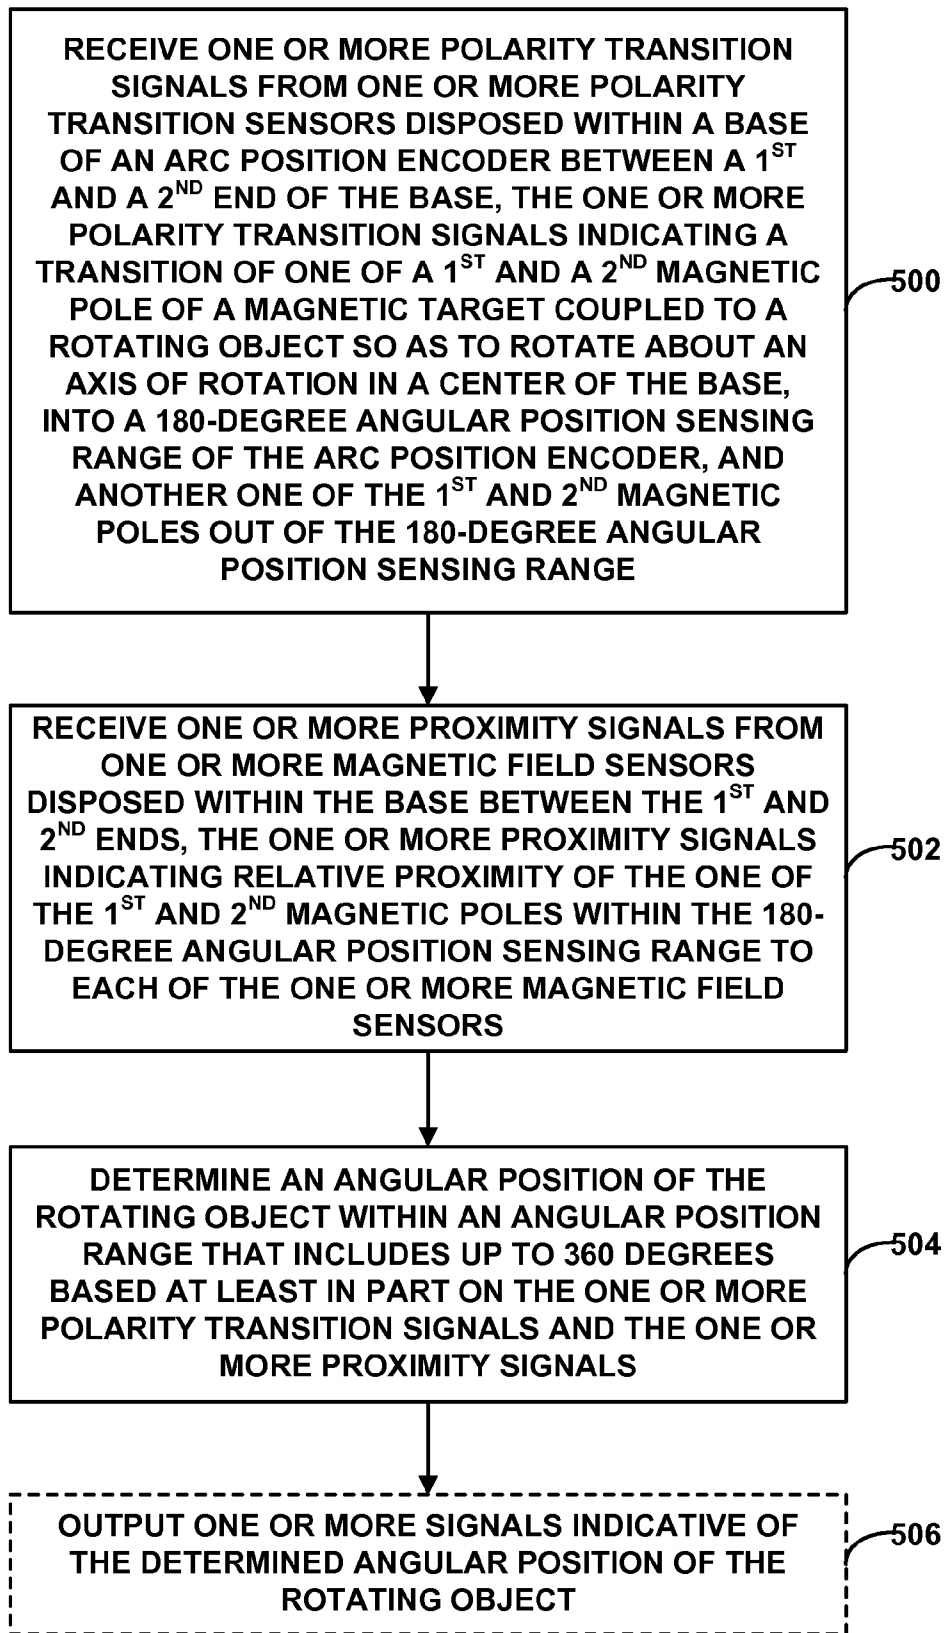 RECEIVE ONE OR MORE POLARITY TRANSITION
SIGNALS FROM ONE OR MORE POLARITY
TRANSITION SENSORS DISPOSED WITHIN A BASE
OF AN ARC POSITION ENCODER BETWEEN A 1ST
AND A 2ND END OF THE BASE, THE ONE OR MORE
POLARITY TRANSITION SIGNALS INDICATING A
TRANSITION OF ONE OF A 1ST AND A 2ND MAGNETIC
POLE OF A MAGNETIC TARGET COUPLED TO A
ROTATING OBJECT SO AS TO ROTATE ABOUT AN
AXIS OF ROTATION IN A CENTER OF THE BASE,
INTO A 180-DEGREE ANGULAR POSITION SENSING
RANGE OF THE ARC POSITION ENCODER, AND
ANOTHER ONE OF THE 1ST AND 2ND MAGNETIC
POLES OUT OF THE 180-DEGREE ANGULAR
POSITION SENSING RANGE
500
RECEIVE ONE OR MORE PROXIMITY SIGNALS FROM
ONE OR MORE MAGNETIC FIELD SENSORS
DISPOSED WITHIN THE BASE BETWEEN THE 1ST AND
2ND ENDS, THE ONE OR MORE PROXIMITY SIGNALS
INDICATING RELATIVE PROXIMITY OF THE ONE OF
THE 1ST AND 2ND MAGNETIC POLES WITHIN THE 180-
DEGREE ANGULAR POSITION SENSING RANGE TO
EACH OF THE ONE OR MORE MAGNETIC FIELD
SENSORS
502
DETERMINE AN ANGULAR POSITION OF THE
ROTATING OBJECT WITHIN AN ANGULAR POSITION
RANGE THAT INCLUDES UP TO 360 DEGREES
BASED AT LEAST IN PART ON THE ONE OR MORE
POLARITY TRANSITION SIGNALS AND THE ONE OR
MORE PROXIMITY SIGNALS
504
OUTPUT ONE OR MORE SIGNALS INDICATIVE OF
THE DETERMINED ANGULAR POSITION OF THE
ROTATING OBJECT
506